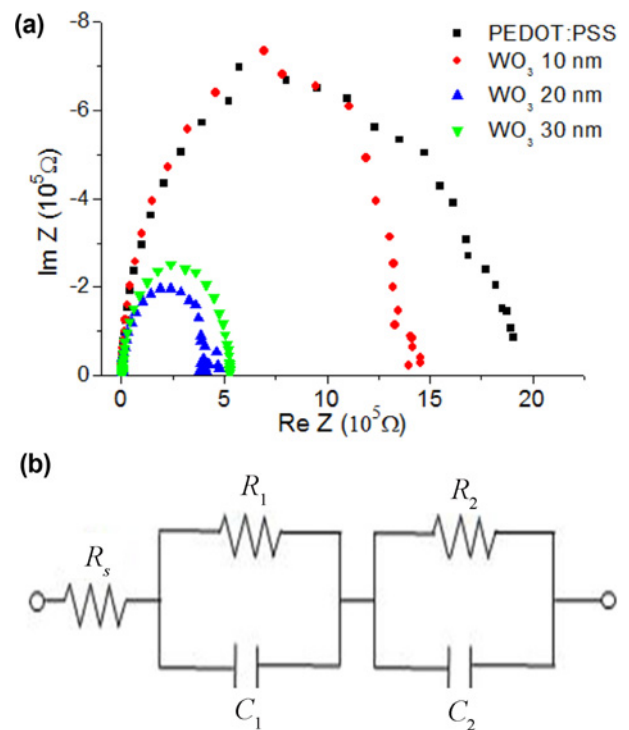 (a)
-8
-6
-4
-2
0
Im Z (10⁵Ω)
0 5 10 15 20
Re Z (10⁵Ω)
PEDOT:PSS
WO₃ 10 nm
WO₃ 20 nm
WO₃ 30 nm
(b)
R₁ R₂
Rₛ
C₁ C₂